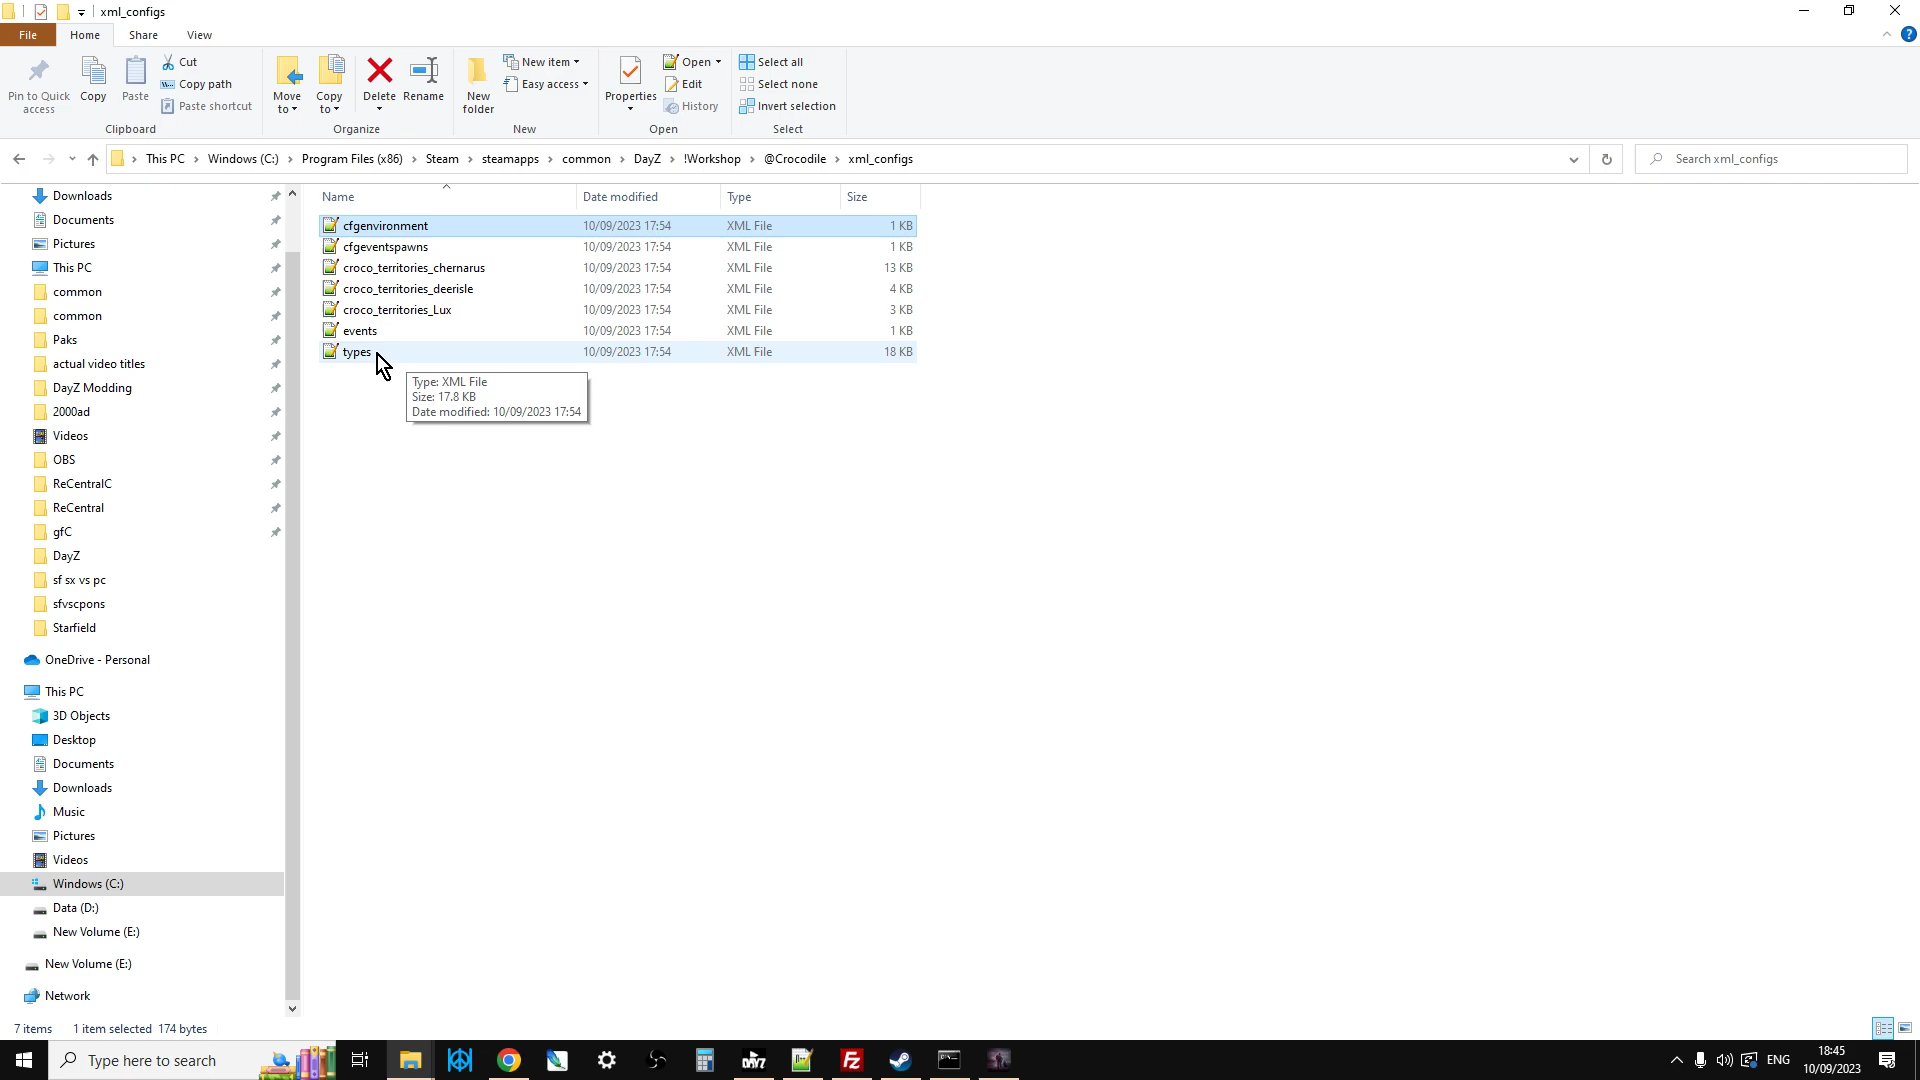 xml_configs
File
Home
Share
View
Pin to Quick access
Copy
Paste
Cut
Copy path
Paste shortcut
Clipboard
Move to
Copy to
Delete
Rename
Organize
New folder
New item
Easy access
New
Properties
Open
Edit
History
Open
Select all
Select none
Invert selection
Select
This PC
Windows (C:)
Program Files (x86)
Steam
steamapps
common
DayZ
!Workshop
@Crocodile
xml_configs
Search xml_configs
Downloads
Documents
Pictures
This PC
common
common
Paks
actual video titles
DayZ Modding
2000ad
Videos
OBS
ReCentralC
ReCentral
gfC
DayZ
sf sx vs pc
sfvscpons
Starfield
OneDrive - Personal
This PC
3D Objects
Desktop
Documents
Downloads
Music
Pictures
Videos
Windows (C:)
Data (D:)
New Volume (E:)
New Volume (E:)
Network
Name Date modified Type Size
cfgenvironment 10/09/2023 17:54 XML File 1 KB
cfgeventspawns 10/09/2023 17:54 XML File 1 KB
croco_territories_chernarus 10/09/2023 17:54 XML File 13 KB
croco_territories_deerisle 10/09/2023 17:54 XML File 4 KB
croco_territories_Lux 10/09/2023 17:54 XML File 3 KB
events 10/09/2023 17:54 XML File 1 KB
types 10/09/2023 17:54 XML File 18 KB
Type: XML File
Size: 17.8 KB
Date modified: 10/09/2023 17:54
7 items 1 item selected 174 bytes
Type here to search
DAYZ
Fz
ENG
18:45
10/09/2023